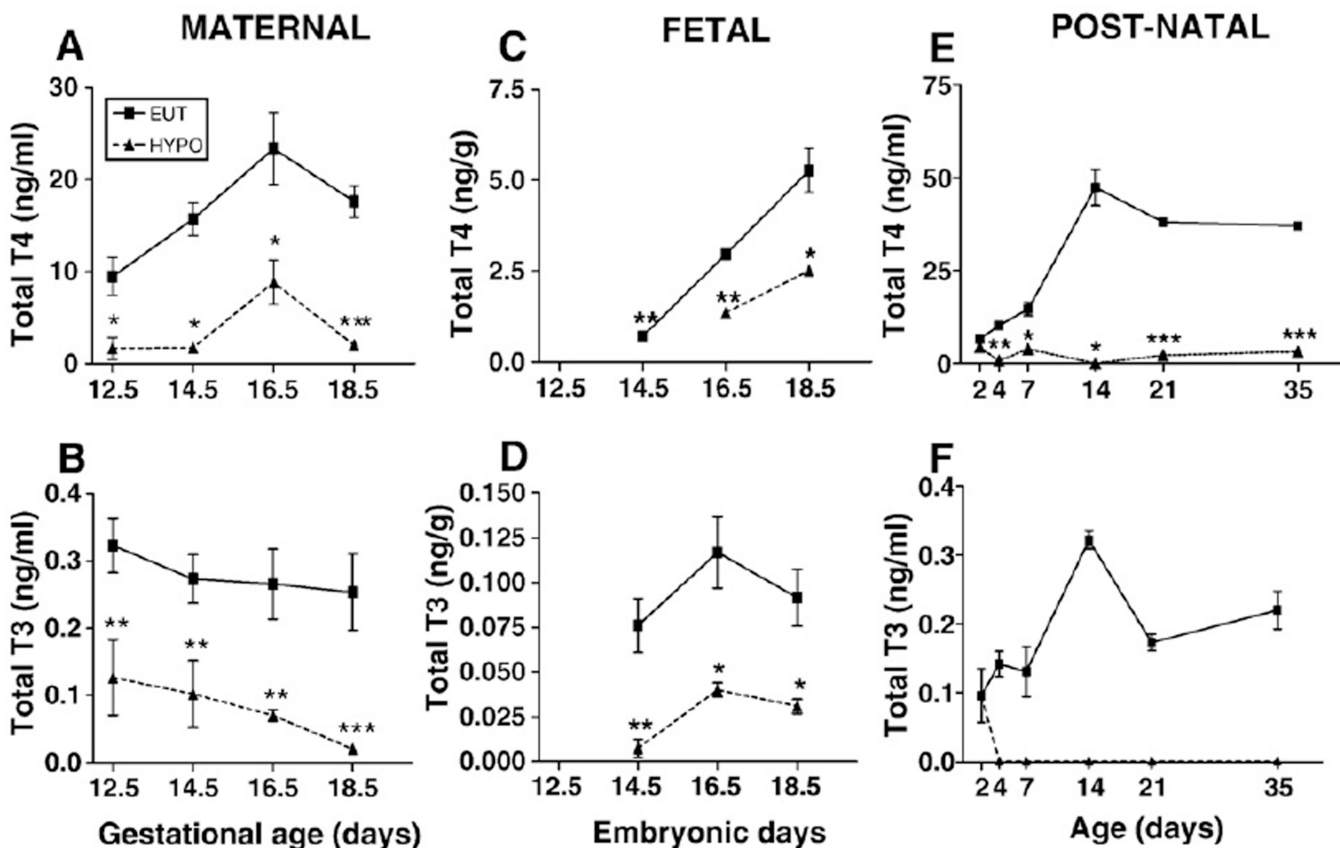 MATERNAL
FETAL
POST-NATAL
A
Total T4 (ng/ml)
30
20
10
0
EUT
HYPO
*
*
*
***
12.5 14.5 16.5 18.5
C
Total T4 (ng/g)
7.5
5.0
2.5
0.0
**
**
*
12.5 14.5 16.5 18.5
E
Total T4 (ng/ml)
75
50
25
0
**
*
*
***
***
2 4 7 14 21 35
B
Total T3 (ng/ml)
0.4
0.3
0.2
0.1
0.0
**
**
**
***
12.5 14.5 16.5 18.5
Gestational age (days)
D
Total T3 (ng/g)
0.150
0.125
0.100
0.075
0.050
0.025
0.000
**
*
*
12.5 14.5 16.5 18.5
Embryonic days
F
Total T3 (ng/ml)
0.4
0.3
0.2
0.1
0.0
2 4 7 14 21 35
Age (days)